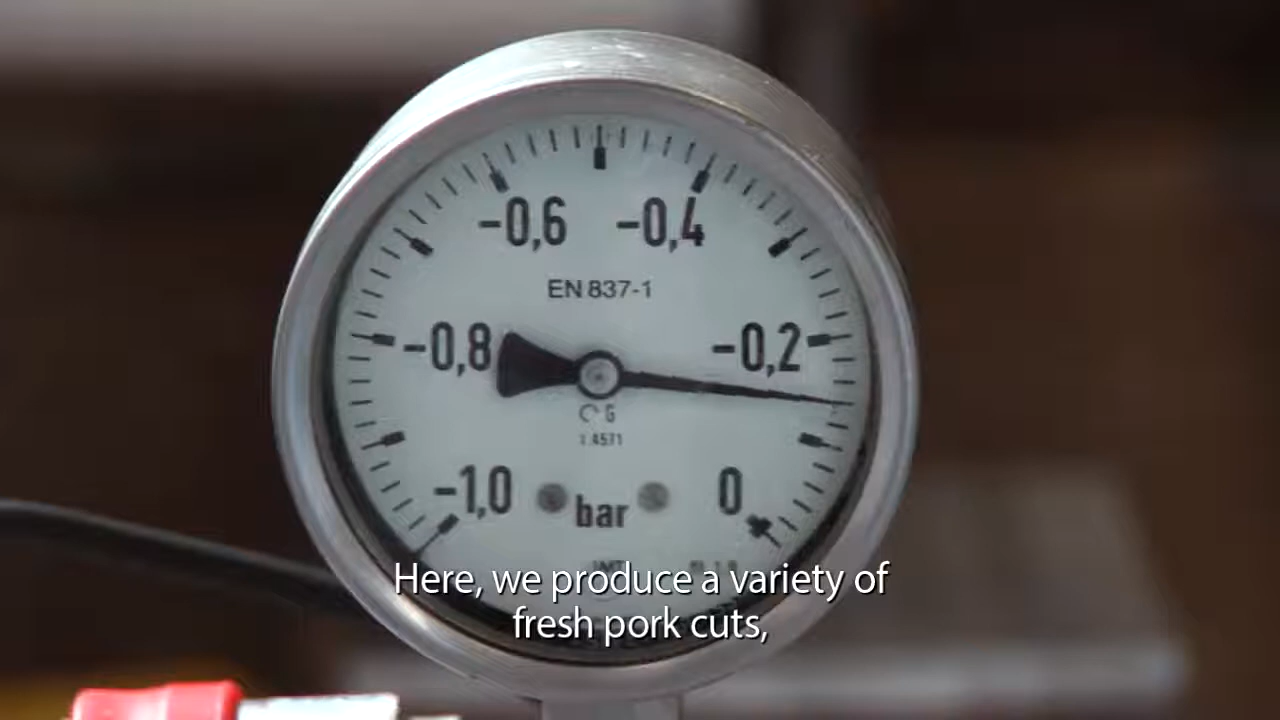 -0,6 -0,4
EN 837-1
-0,8 -0,2
G
1.4571
-1,0 bar 0
Here, we produce a variety of
fresh pork cuts,